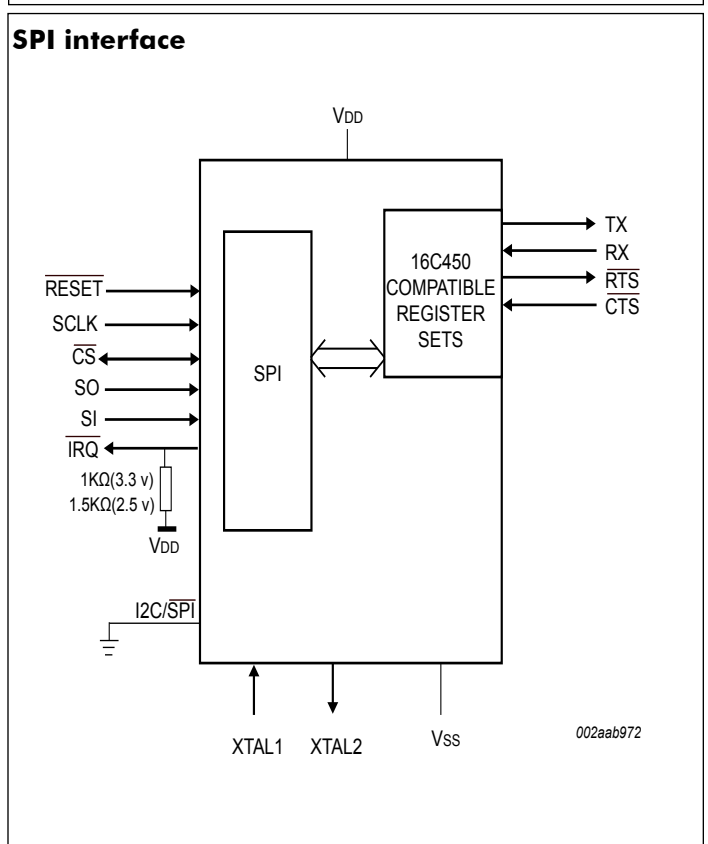 SPI interface
VDD
RESET
SCLK
CS
SO
SI
IRQ
1KΩ(3.3 v)
1.5KΩ(2.5 v)
VDD
I2C/SPI
SPI
16C450
COMPATIBLE
REGISTER
SETS
TX
RX
RTS
CTS
XTAL1
XTAL2
VSS
002aab972